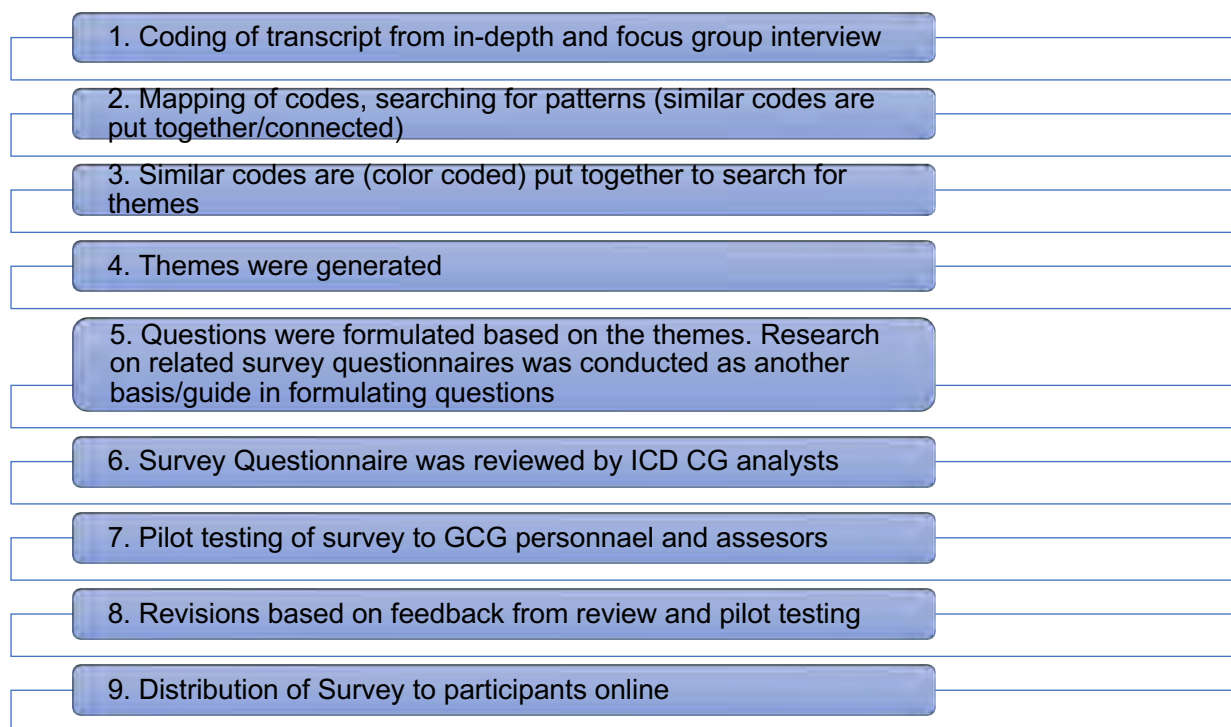 1. Coding of transcript from in-depth and focus group interview
2. Mapping of codes, searching for patterns (similar codes are
put together/connected)
3. Similar codes are (color coded) put together to search for
themes
4. Themes were generated
5. Questions were formulated based on the themes. Research
on related survey questionnaires was conducted as another
basis/guide in formulating questions
6. Survey Questionnaire was reviewed by ICD CG analysts
7. Pilot testing of survey to GCG personnael and assesors
8. Revisions based on feedback from review and pilot testing
9. Distribution of Survey to participants online